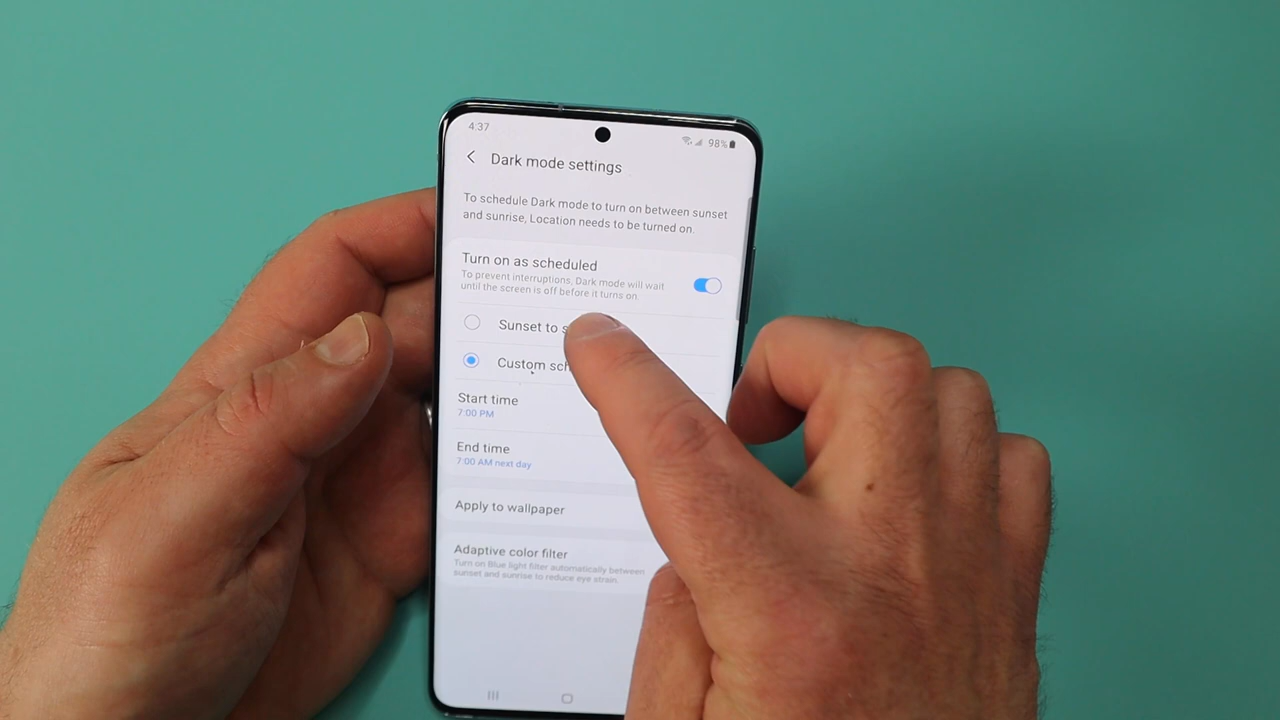 4:37
98%
Dark mode settings
To schedule Dark mode to turn on between sunset
and sunrise, Location needs to be turned on.
Turn on as scheduled
To prevent interruptions, Dark mode will wait
until the screen is off before it turns on.
Sunset to s
Custom sch
Start time
7:00 PM
End time
7:00 AM next day
Apply to wallpaper
Adaptive color filter
Turn on Blue light filter automatically between
sunset and sunrise to reduce eye strain.